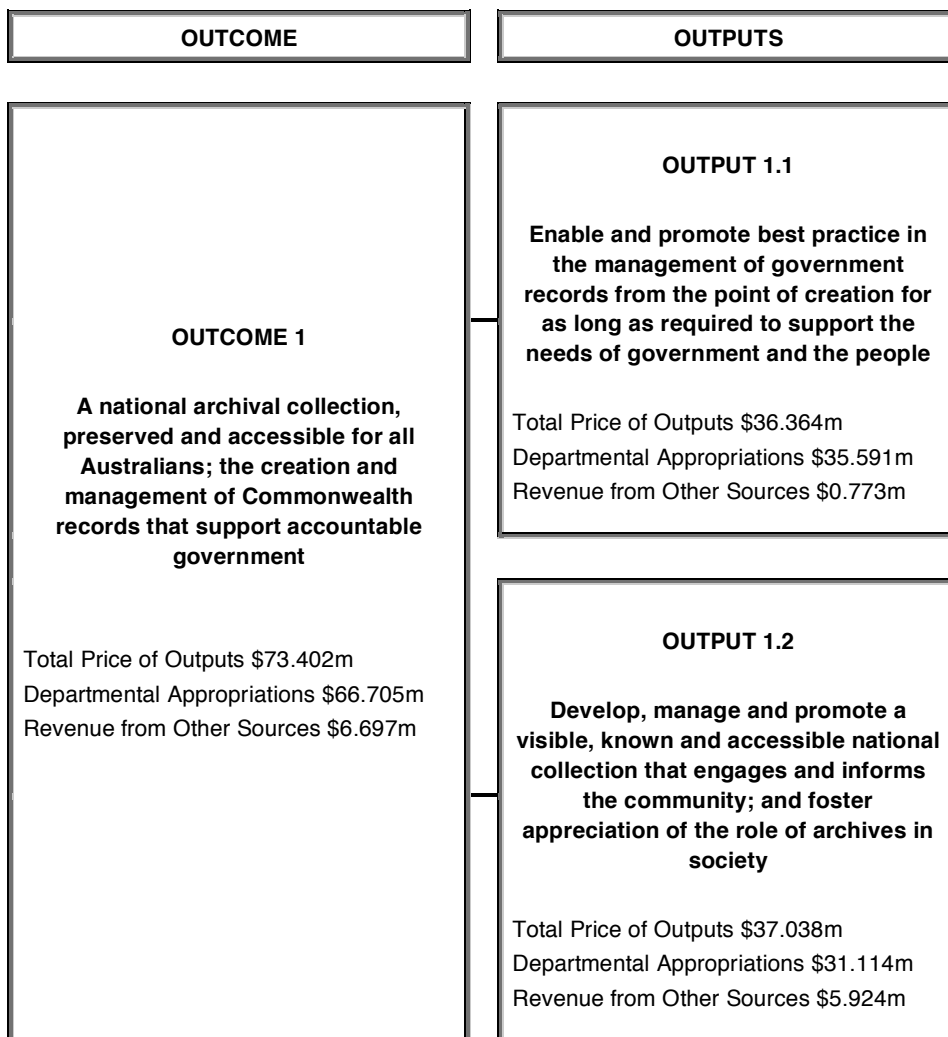 OUTCOME
OUTPUTS
OUTCOME 1
A national archival collection,
preserved and accessible for all
Australians; the creation and
management of Commonwealth
records that support accountable
government
Total Price of Outputs $73.402m
Departmental Appropriations $66.705m
Revenue from Other Sources $6.697m
OUTPUT 1.1
Enable and promote best practice in
the management of government
records from the point of creation for
as long as required to support the
needs of government and the people
Total Price of Outputs $36.364m
Departmental Appropriations $35.591m
Revenue from Other Sources $0.773m
OUTPUT 1.2
Develop, manage and promote a
visible, known and accessible national
collection that engages and informs
the community; and foster
appreciation of the role of archives in
society
Total Price of Outputs $37.038m
Departmental Appropriations $31.114m
Revenue from Other Sources $5.924m